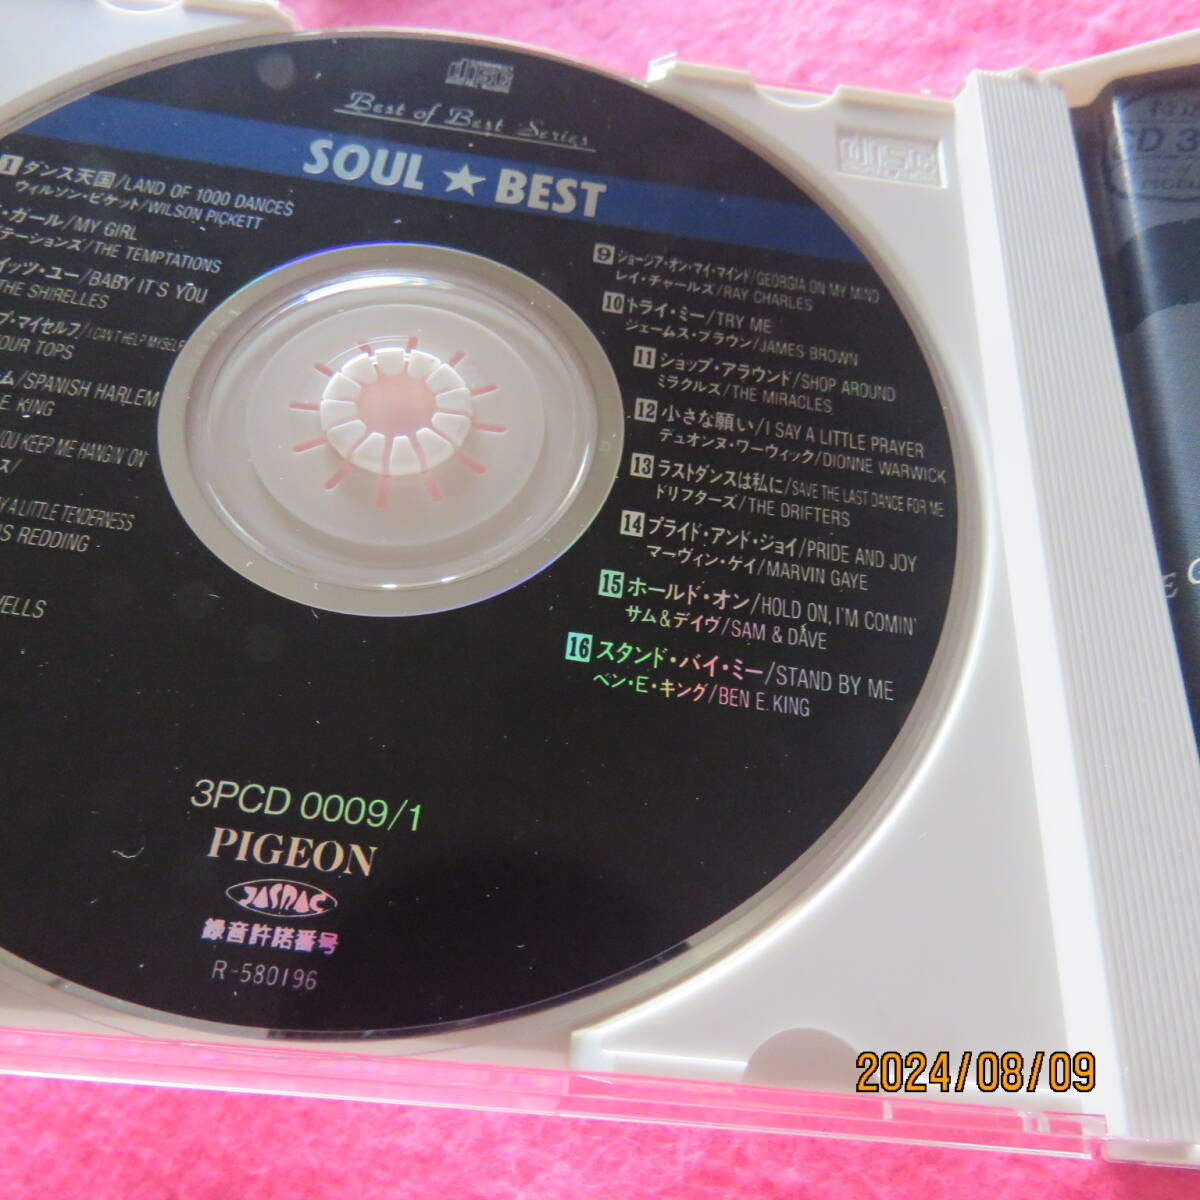 Best of Best Series
SOUL★BEST
1 ダンス天国/LAND OF 1000 DANCES
ウィルソン・ピケット/WILSON PICKETT
・ガール/MY GIRL
テーションズ/THE TEMPTATIONS
イッツ・ユー/BABY IT'S YOU
THE SHIRELLES
プ・マイセルフ/I CAN'T HELP MYSELF
OUR TOPS
ム/SPANISH HARLEM
E. KING
YOU KEEP ME HANGIN' ON
ス/
Y A LITTLE TENDERNESS
IS REDDING
WELLS
9 ジョージア・オン・マイ・マインド/GEORGIA ON MY MIND
レイ・チャールズ/RAY CHARLES
10 トライ・ミー/TRY ME
ジェームス・ブラウン/JAMES BROWN
11 ショップ・アラウンド/SHOP AROUND
ミラクルズ/THE MIRACLES
12 小さな願い/I SAY A LITTLE PRAYER
デュオンヌ・ワーウィック/DIONNE WARWICK
13 ラストダンスは私に/SAVE THE LAST DANCE FOR ME
ドリフターズ/THE DRIFTERS
14 プライド・アンド・ジョイ/PRIDE AND JOY
マーヴィン・ゲイ/MARVIN GAYE
15 ホールド・オン/HOLD ON, I'M COMIN'
サム&デイヴ/SAM & DAVE
16 スタンド・バイ・ミー/STAND BY ME
ベン・E・キング/BEN E. KING
3PCD 0009/1
PIGEON
JASRAC
録音許諾番号
R-580196
CD 3
2024/08/09